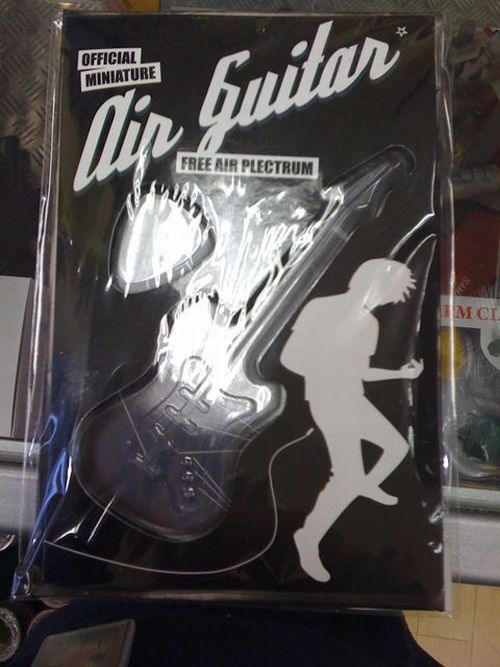 OFFICIAL
MINIATURE
Air Guitar
FREE AIR PLECTRUM